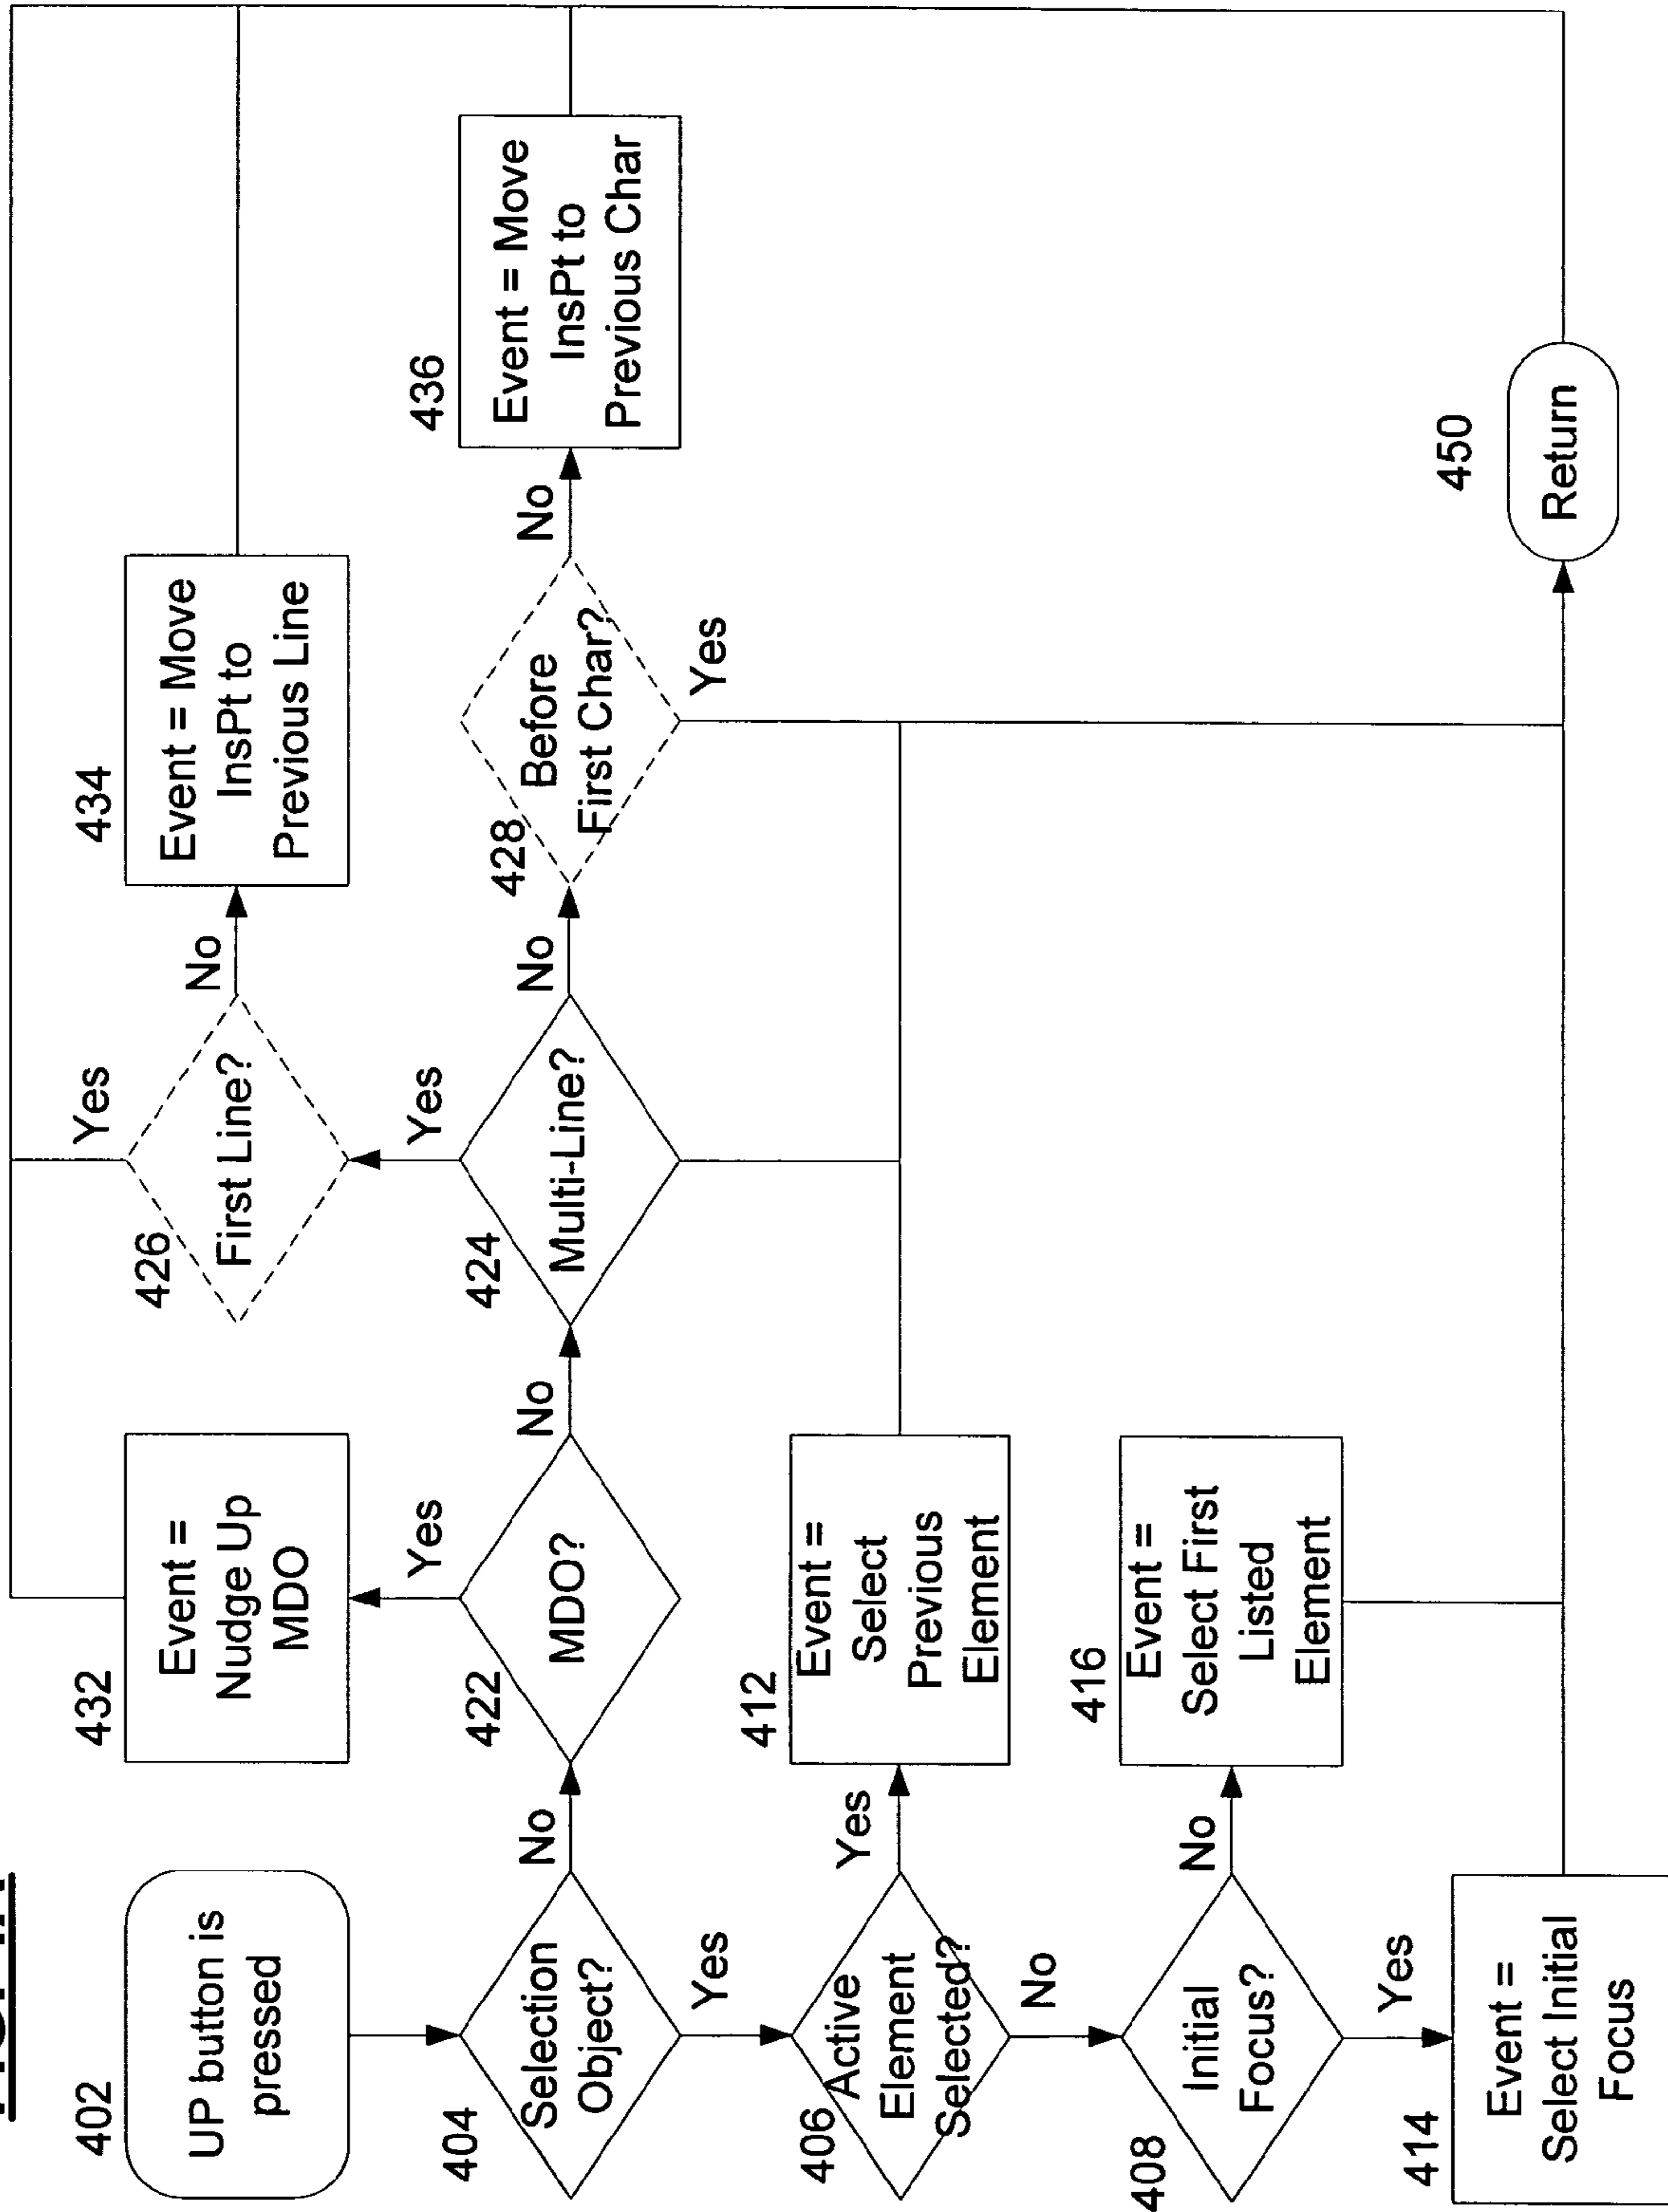 402
UP button is
pressed
404
Selection
Object?
No
Yes
406
Active
Element
Selected?
Yes
No
408
Initial
Focus?
No
Yes
414
Event =
Select Initial
Focus
432
Event =
Nudge Up
MDO
Yes
422
MDO?
No
412
Event =
Select
Previous
Element
416
Event =
Select First
Listed
Element
Yes
426
First Line?
No
Yes
424
Multi-Line?
No
434
Event = Move
InsPt to
Previous Line
428
Before
First Char?
No
Yes
436
Event = Move
InsPt to
Previous Char
450
Return